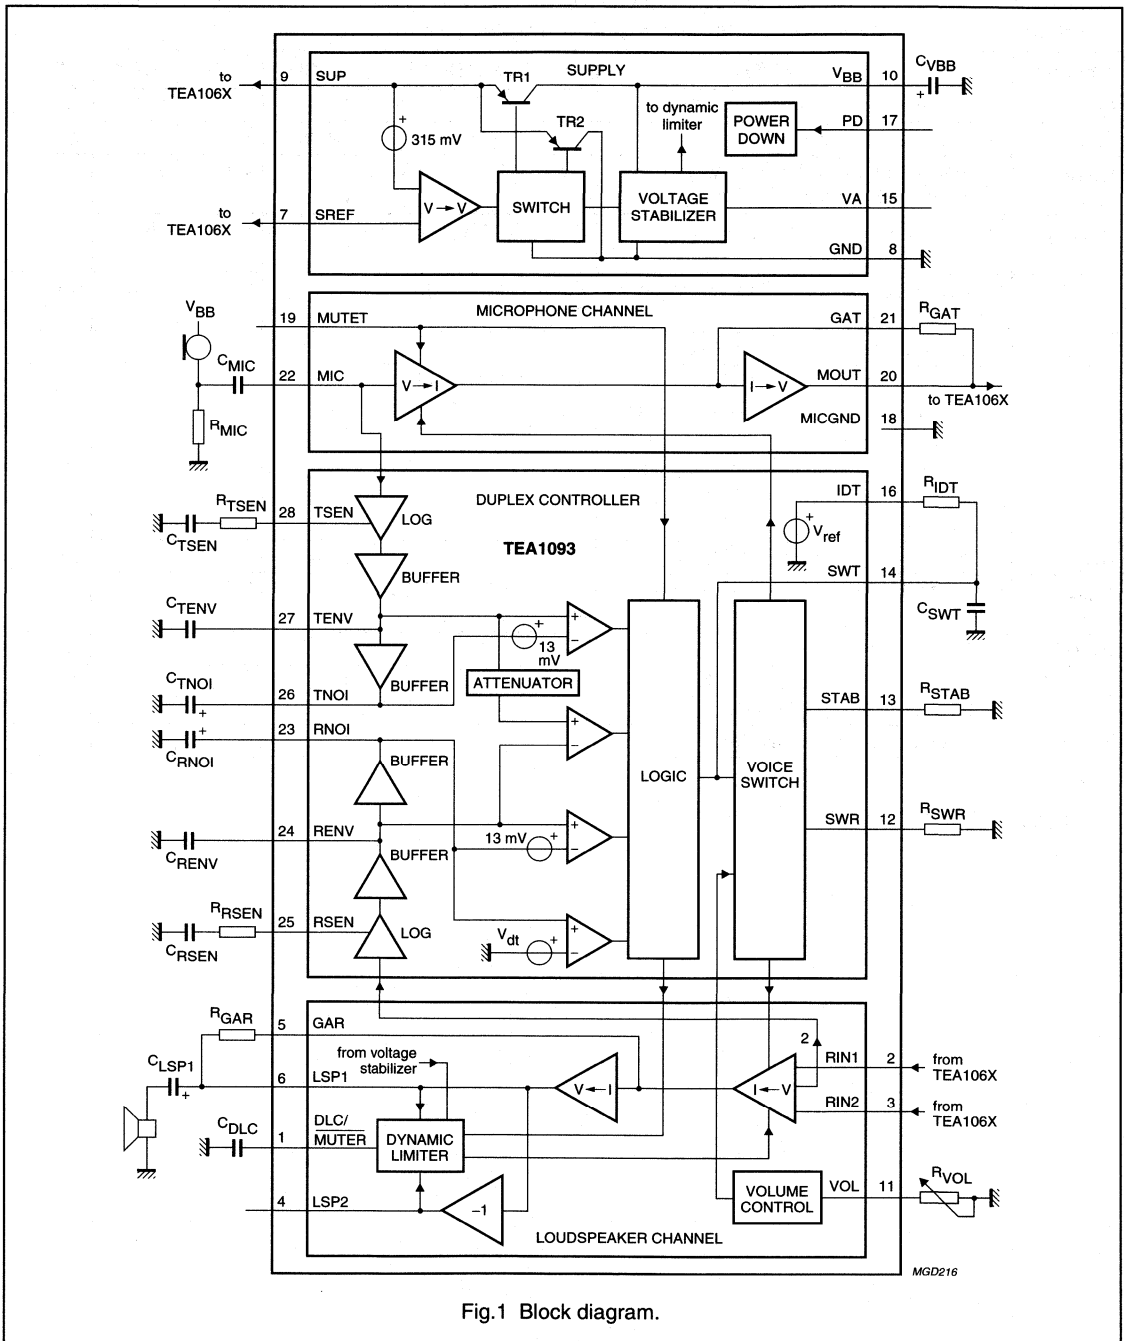 SUPPLY
to
TEA106X
9
SUP
TR1
VBB
10
CVBB
+
to dynamic
limiter
POWER
DOWN
PD
17
TR2
+
315 mV
V→V
SWITCH
VOLTAGE
STABILIZER
VA
15
to
TEA106X
7
SREF
GND
8
VBB
MICROPHONE CHANNEL
19
MUTET
GAT
21
RGAT
CMIC
22
MIC
V→I
I→V
MOUT
20
to TEA106X
RMIC
MICGND
18
DUPLEX CONTROLLER
IDT
16
RIDT
RTSEN
28
TSEN
LOG
CTSEN
TEA1093
+
Vref
BUFFER
SWT
14
CTENV
27
TENV
CSWT
+
13
mV
+
−
BUFFER
ATTENUATOR
CTNOI
26
TNOI
+
STAB
13
RSTAB
23
RNOI
+
CRNOI
+
−
BUFFER
LOGIC
VOICE
SWITCH
24
RENV
CRENV
BUFFER
13 mV
+
+
−
SWR
12
RSWR
RRSEN
25
RSEN
LOG
CRSEN
Vdt
+
+
−
RGAR
5
GAR
2
RIN1
2
from
TEA106X
CLSP1
+
6
LSP1
from voltage
stabilizer
V←I
I←V
RIN2
3
from
TEA106X
CDLC
1
DLC/
MUTER
DYNAMIC
LIMITER
VOLUME
CONTROL
VOL
11
RVOL
4
LSP2
−1
LOUDSPEAKER CHANNEL
MGD216
Fig.1 Block diagram.